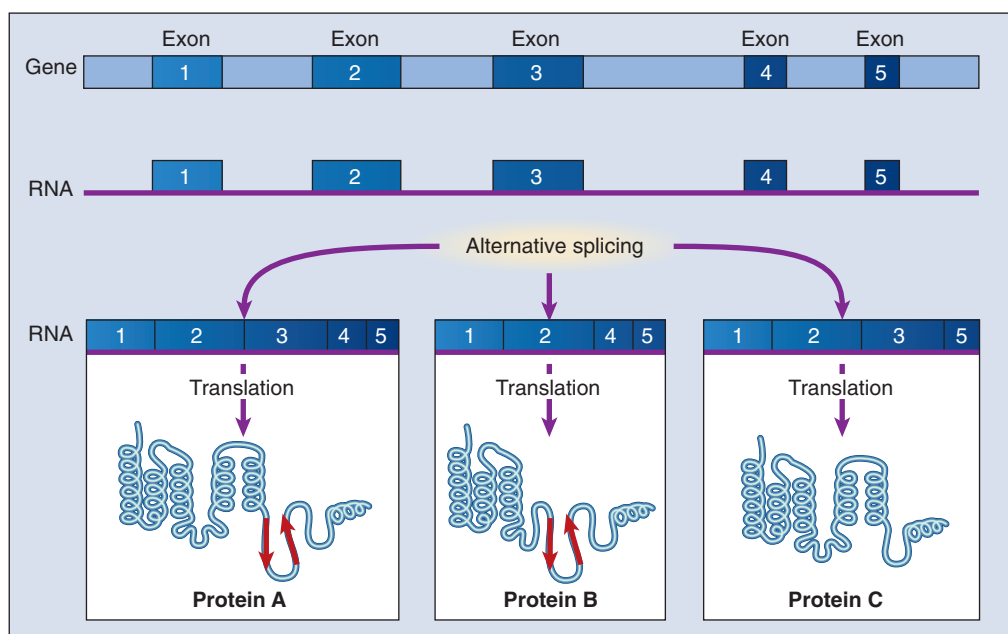 Exon Exon Exon Exon Exon
Gene 1 2 3 4 5
RNA 1 2 3 4 5
Alternative splicing
RNA 1 2 3 4 5 1 2 4 5 1 2 3 5
Translation Translation Translation
Protein A Protein B Protein C